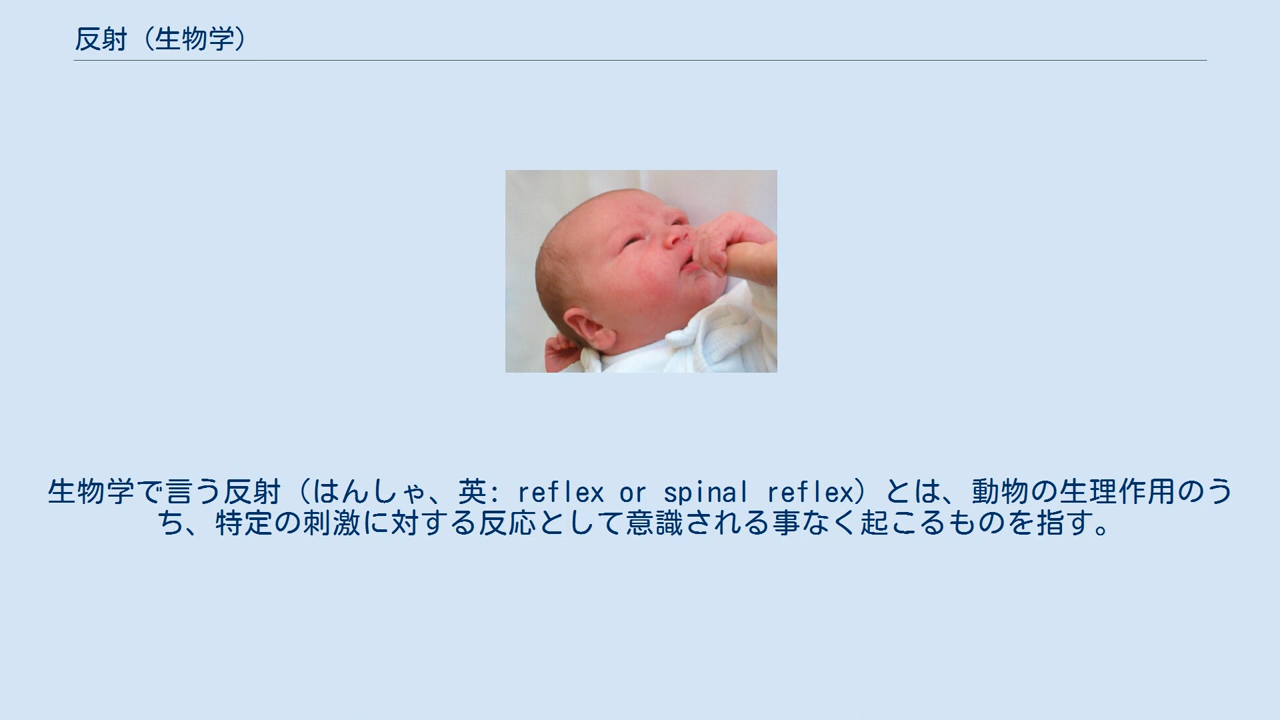 反射（生物学）
生物学で言う反射（はんしゃ、英: reflex or spinal reflex）とは、動物の生理作用のう
ち、特定の刺激に対する反応として意識される事なく起こるものを指す。